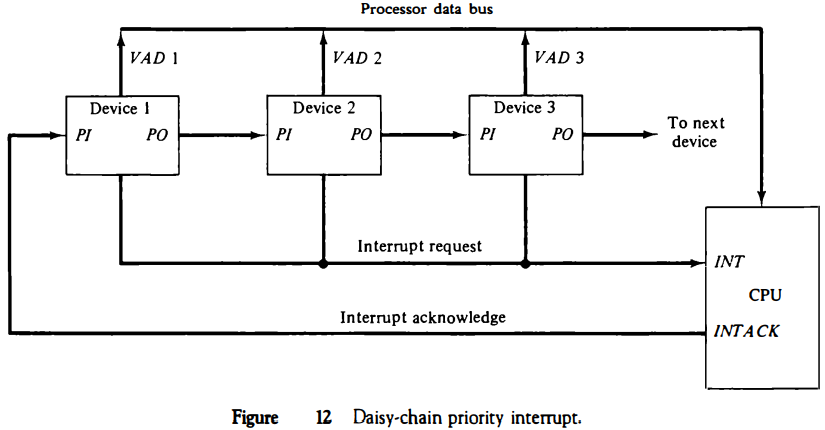 Processor data bus
VAD 1
VAD 2
VAD 3
Device 1
PI
PO
Device 2
PI
PO
Device 3
PI
PO
To next
device
Interrupt request
INT
CPU
Interrupt acknowledge
INTACK
Figure 12 Daisy-chain priority interrupt.